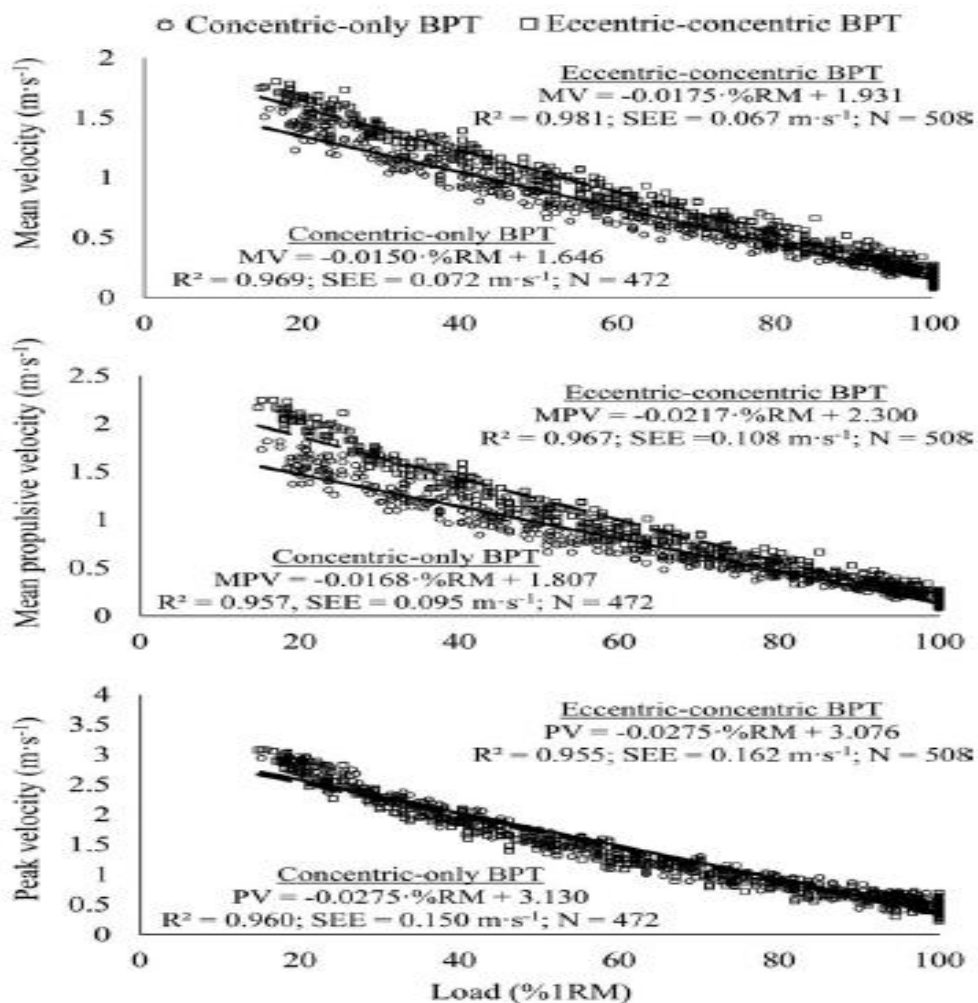 Concentric-only BPT Eccentric-concentric BPT
Mean velocity (m·s⁻¹)
2
1.5
1
0.5
0
Eccentric-concentric BPT
MV = -0.0175·%RM + 1.931
R² = 0.981; SEE = 0.067 m·s⁻¹; N = 508
Concentric-only BPT
MV = -0.0150·%RM + 1.646
R² = 0.969; SEE = 0.072 m·s⁻¹; N = 472
0 20 40 60 80 100
Mean propulsive velocity (m·s⁻¹)
2.5
2
1.5
1
0.5
0
Eccentric-concentric BPT
MPV = -0.0217·%RM + 2.300
R² = 0.967; SEE =0.108 m·s⁻¹; N = 508
Concentric-only BPT
MPV = -0.0168·%RM + 1.807
R² = 0.957, SEE = 0.095 m·s⁻¹; N = 472
0 20 40 60 80 100
Peak velocity (m·s⁻¹)
4
3.5
3
2.5
2
1.5
1
0.5
0
Eccentric-concentric BPT
PV = -0.0275·%RM + 3.076
R² = 0.955; SEE = 0.162 m·s⁻¹; N = 508
Concentric-only BPT
PV = -0.0275·%RM + 3.130
R² = 0.960; SEE = 0.150 m·s⁻¹; N = 472
0 20 40 60 80 100
Load (%1RM)